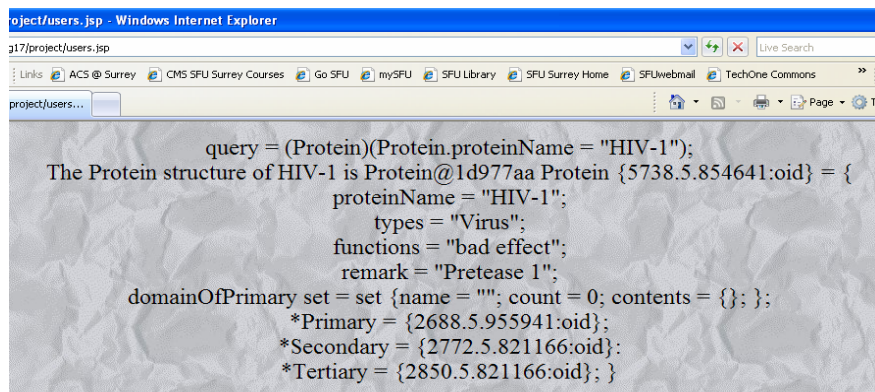 oject/users.jsp - Windows Internet Explorer
g17/project/users.jsp
Live Search
Links ACS @ Surrey CMS SFU Surrey Courses Go SFU mySFU SFU Library SFU Surrey Home SFUwebmail TechOne Commons »
project/users...
Page
T
query = (Protein)(Protein.proteinName = "HIV-1");
The Protein structure of HIV-1 is Protein@1d977aa Protein {5738.5.854641:oid} = {
proteinName = "HIV-1";
types = "Virus";
functions = "bad effect";
remark = "Pretease 1";
domainOfPrimary set = set {name = ""; count = 0; contents = {}; };
*Primary = {2688.5.955941:oid};
*Secondary = {2772.5.821166:oid}:
*Tertiary = {2850.5.821166:oid}; }